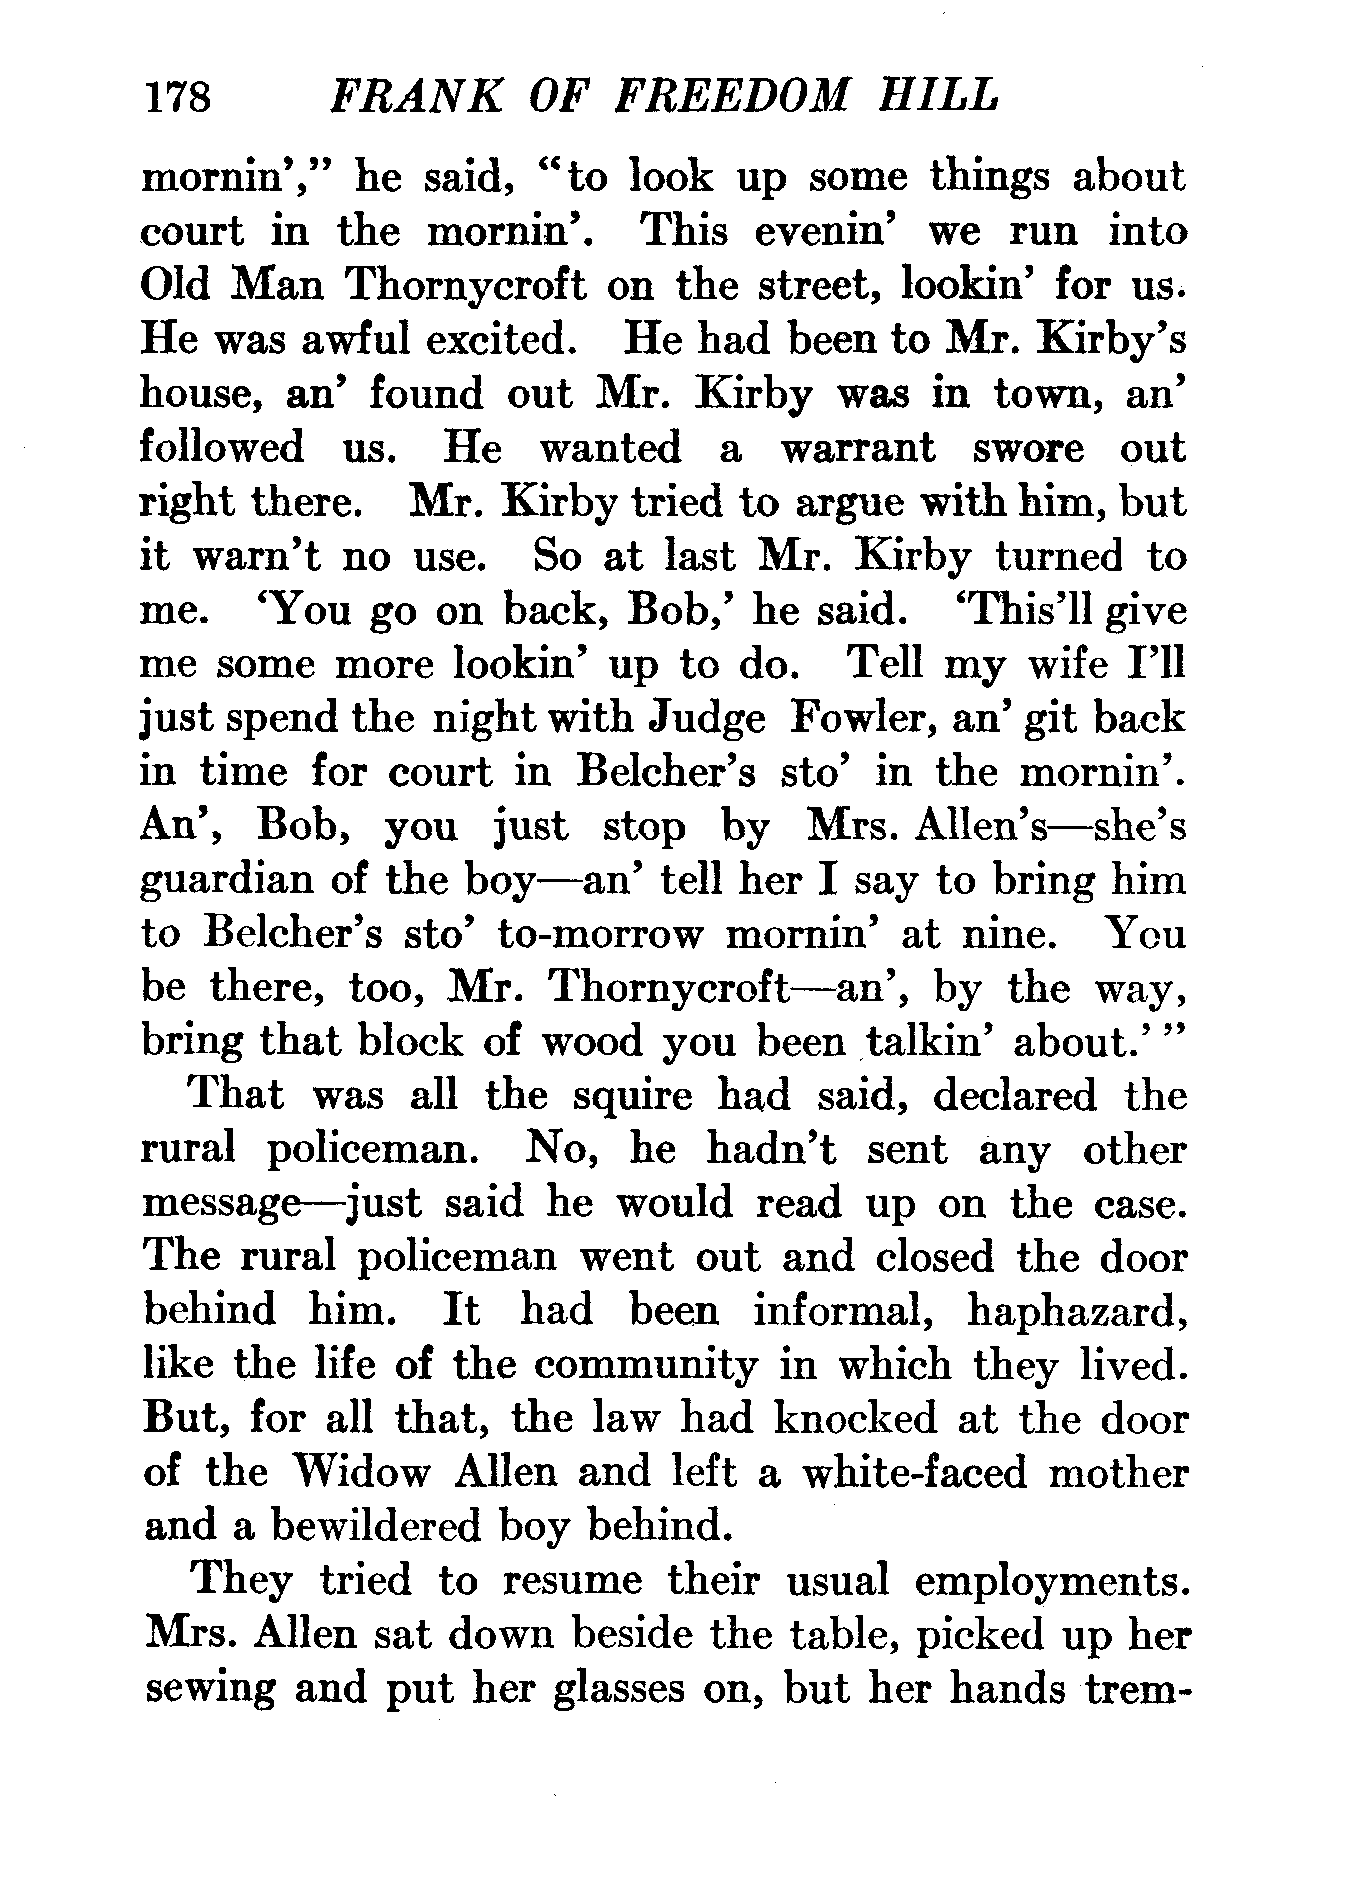 178 FRANK OF FREEDOM HILL
mornin'," he said, "to look up some things about
court in the mornin'. This evenin' we run into
Old Man Thornycroft on the street, lookin' for us.
He was awful excited. He had been to Mr. Kirby's
house, an' found out Mr. Kirby was in town, an'
followed us. He wanted a warrant swore out
right there. Mr. Kirby tried to argue with him, but
it warn't no use. So at last Mr. Kirby turned to
me. 'You go on back, Bob,' he said. 'This'll give
me some more lookin' up to do. Tell my wife I'll
just spend the night with Judge Fowler, an' git back
in time for court in Belcher's sto' in the mornin'.
An', Bob, you just stop by Mrs. Allen's—she's
guardian of the boy—an' tell her I say to bring him
to Belcher's sto' to-morrow mornin' at nine. You
be there, too, Mr. Thornycroft—an', by the way,
bring that block of wood you been talkin' about.'"
That was all the squire had said, declared the
rural policeman. No, he hadn't sent any other
message—just said he would read up on the case.
The rural policeman went out and closed the door
behind him. It had been informal, haphazard,
like the life of the community in which they lived.
But, for all that, the law had knocked at the door
of the Widow Allen and left a white-faced mother
and a bewildered boy behind.
They tried to resume their usual employments.
Mrs. Allen sat down beside the table, picked up her
sewing and put her glasses on, but her hands trem-